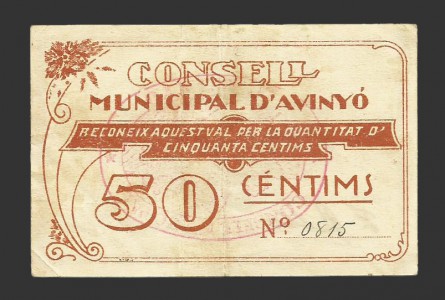 CONSELL
MUNICIPAL D'AVINYÓ
RECONEIX AQUEST VAL PER LA QUANTITAT D'
CINQUANTA CENTIMS
50 CÉNTIMS
Nº 0815